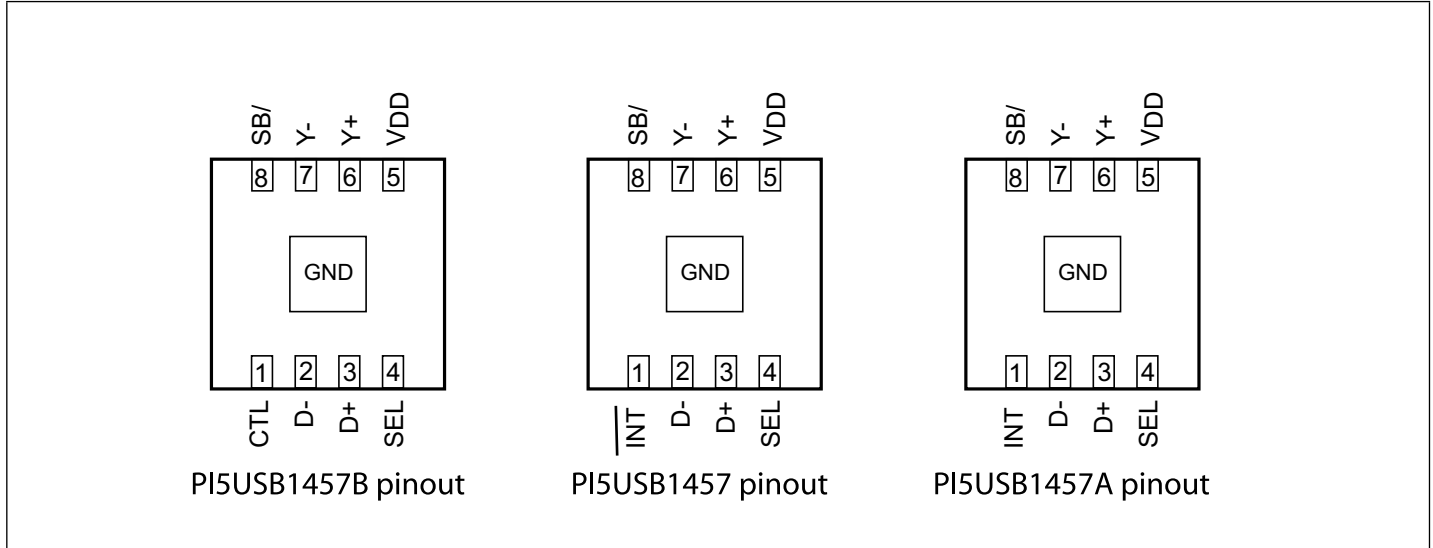 SB/ Y- Y+ VDD
8 7 6 5
GND
1 2 3 4
CTL D- D+ SEL
PI5USB1457B pinout
SB/ Y- Y+ VDD
8 7 6 5
GND
1 2 3 4
INT D- D+ SEL
PI5USB1457 pinout
SB/ Y- Y+ VDD
8 7 6 5
GND
1 2 3 4
INT D- D+ SEL
PI5USB1457A pinout